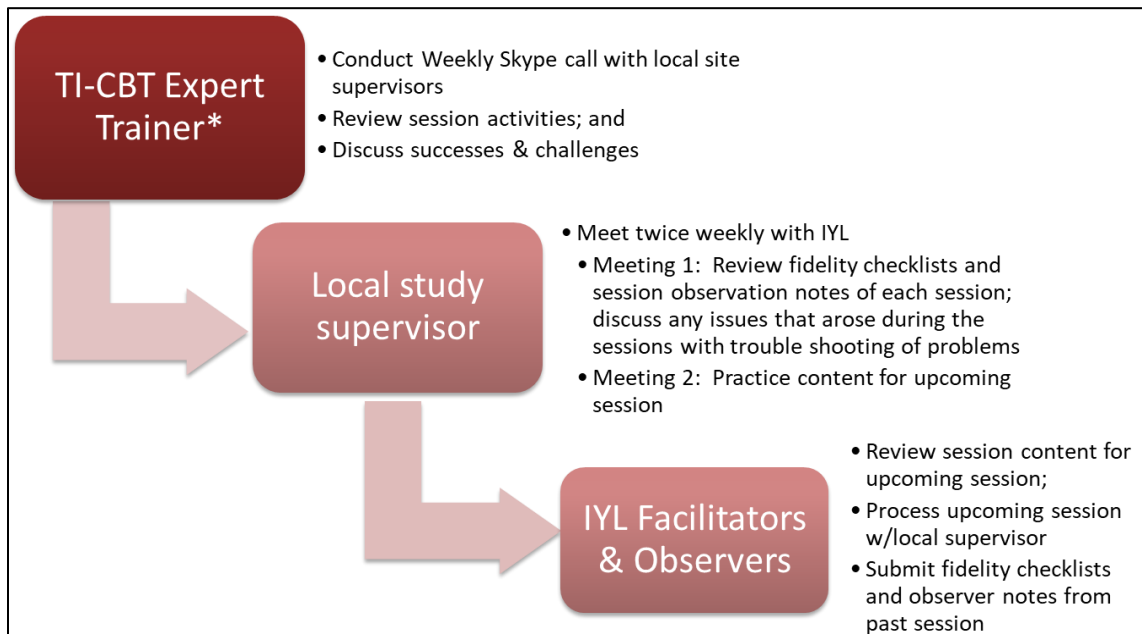 TI-CBT Expert
Trainer*
• Conduct Weekly Skype call with local site
supervisors
• Review session activities; and
• Discuss successes & challenges
Local study
supervisor
• Meet twice weekly with IYL
• Meeting 1:  Review fidelity checklists and
session observation notes of each session;
discuss any issues that arose during the
sessions with trouble shooting of problems
• Meeting 2:  Practice content for upcoming
session
IYL Facilitators
& Observers
• Review session content for
upcoming session;
• Process upcoming session
w/local supervisor
• Submit fidelity checklists
and observer notes from
past session